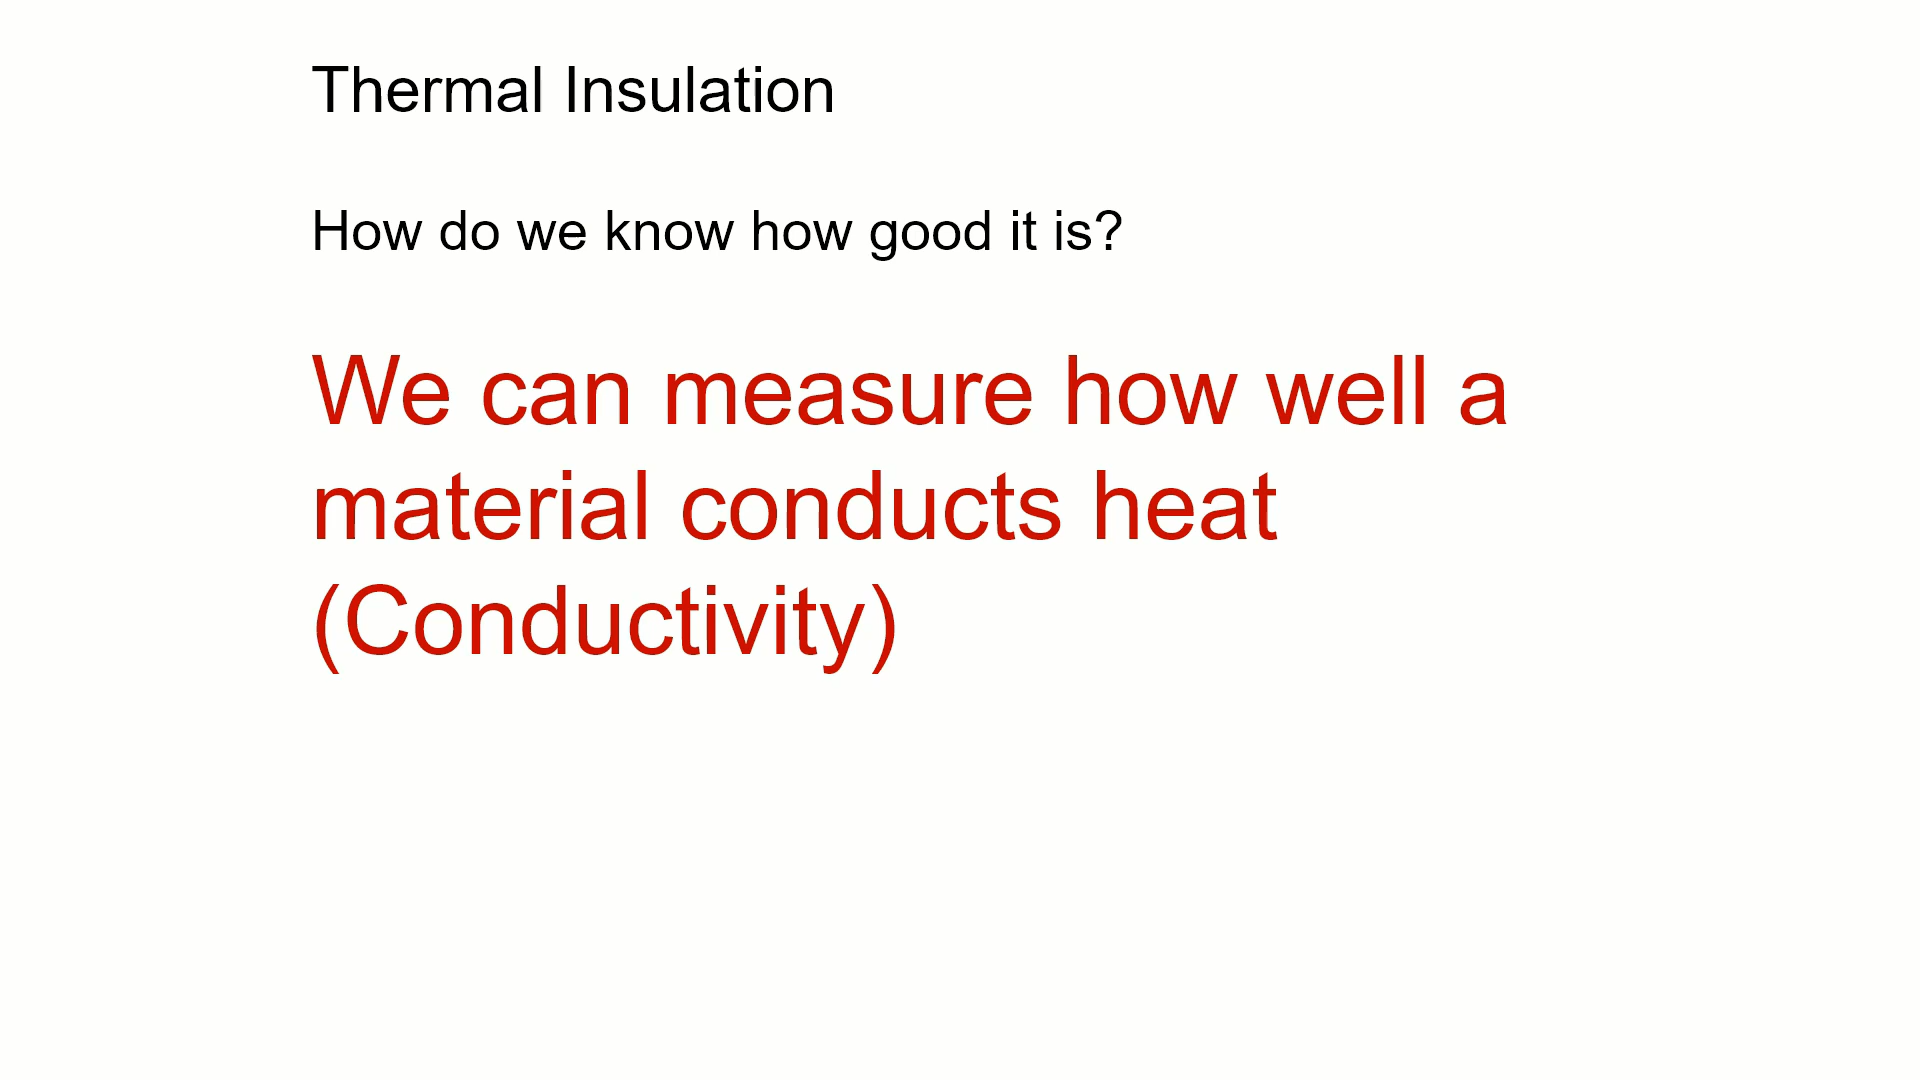 Thermal Insulation
How do we know how good it is?
We can measure how well a
material conducts heat
(Conductivity)